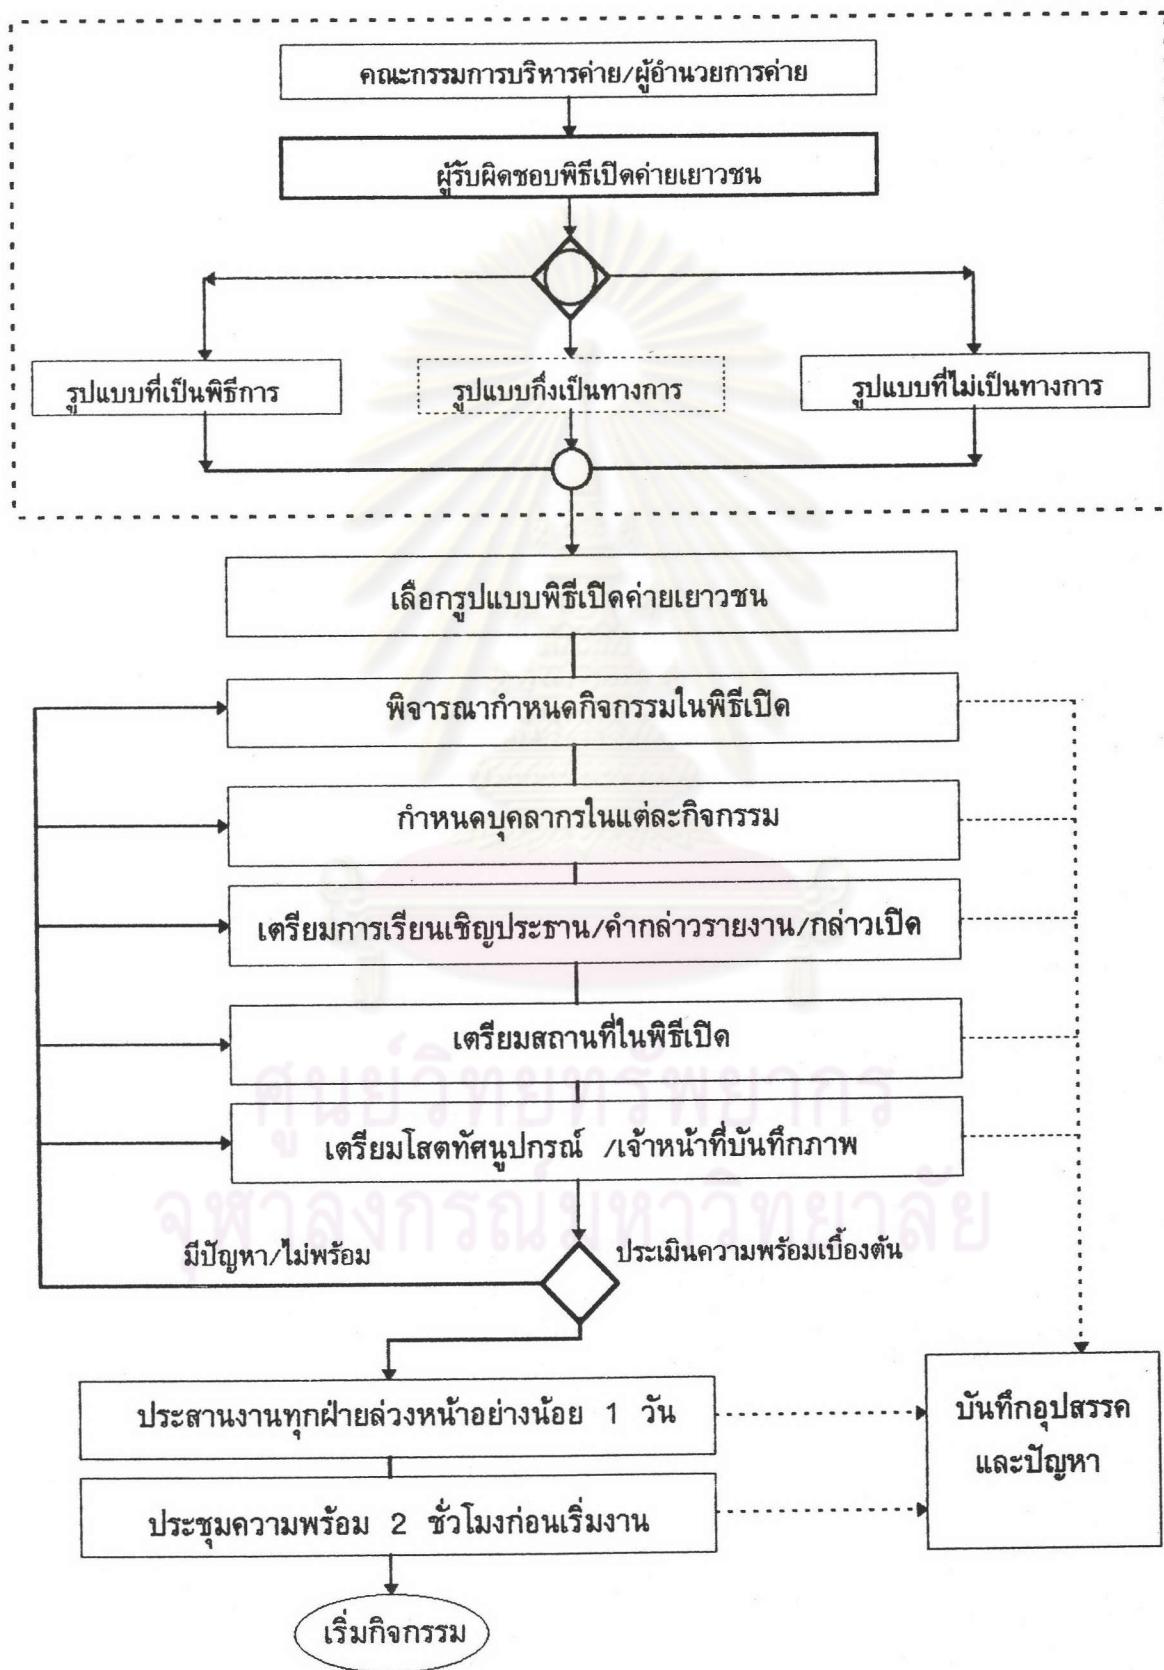 คณะกรรมการบริหารค่าย/ผู้อำนวยการค่าย
ผู้รับผิดชอบพิธีเปิดค่ายเยาวชน
รูปแบบที่เป็นพิธีการ
รูปแบบกึ่งเป็นทางการ
รูปแบบที่ไม่เป็นทางการ
เลือกรูปแบบพิธีเปิดค่ายเยาวชน
พิจารณากำหนดกิจกรรมในพิธีเปิด
กำหนดบุคลากรในแต่ละกิจกรรม
เตรียมการเรียนเชิญประธาน/คำกล่าวรายงาน/กล่าวเปิด
เตรียมสถานที่ในพิธีเปิด
ศูนย์วิทยทรัพยากร
เตรียมโสตทัศนูปกรณ์ /เจ้าหน้าที่บันทึกภาพ
จุฬาลงกรณ์มหาวิทยาลัย
มีปัญหา/ไม่พร้อม
ประเมินความพร้อมเบื้องต้น
ประสานงานทุกฝ่ายล่วงหน้าอย่างน้อย 1 วัน
บันทึกอุปสรรค
และปัญหา
ประชุมความพร้อม 2 ชั่วโมงก่อนเริ่มงาน
เริ่มกิจกรรม